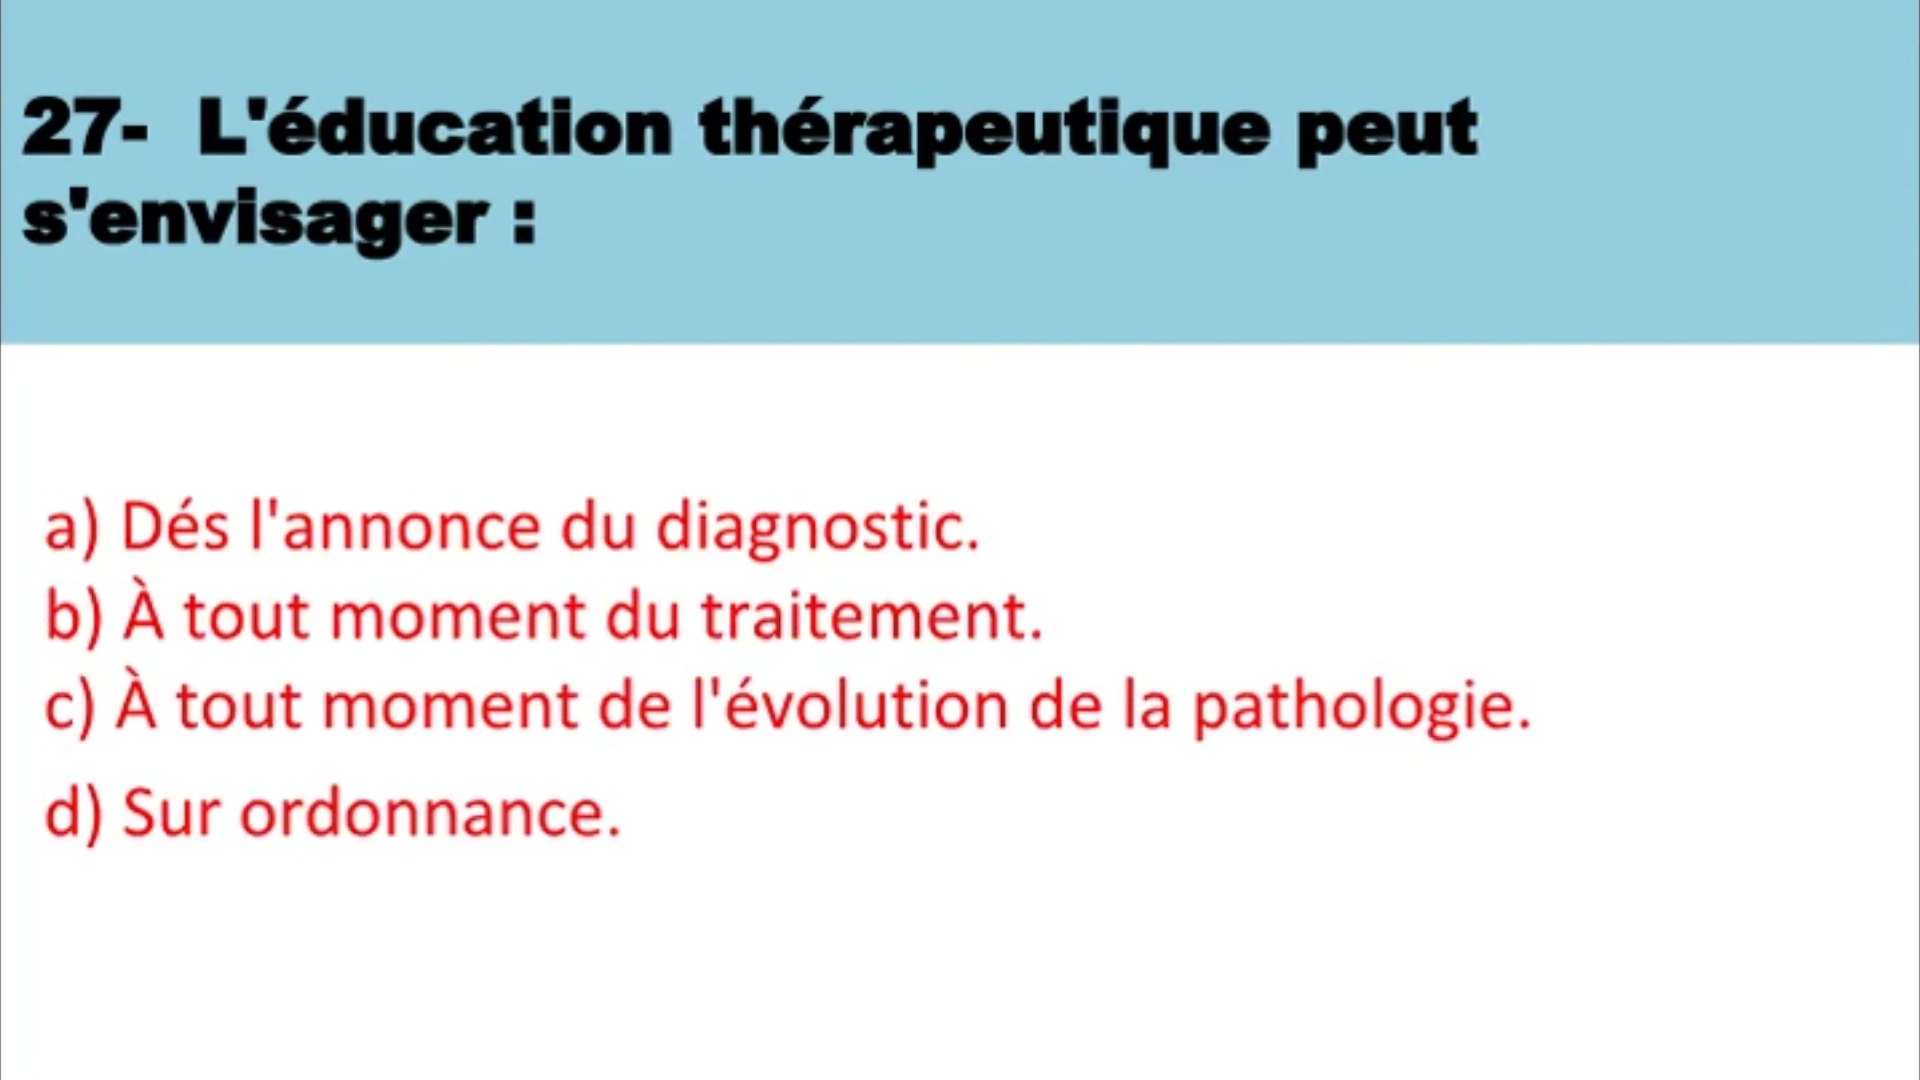 27- L'éducation thérapeutique peut
s'envisager :
a) Dés l'annonce du diagnostic.
b) À tout moment du traitement.
c) À tout moment de l'évolution de la pathologie.
d) Sur ordonnance.